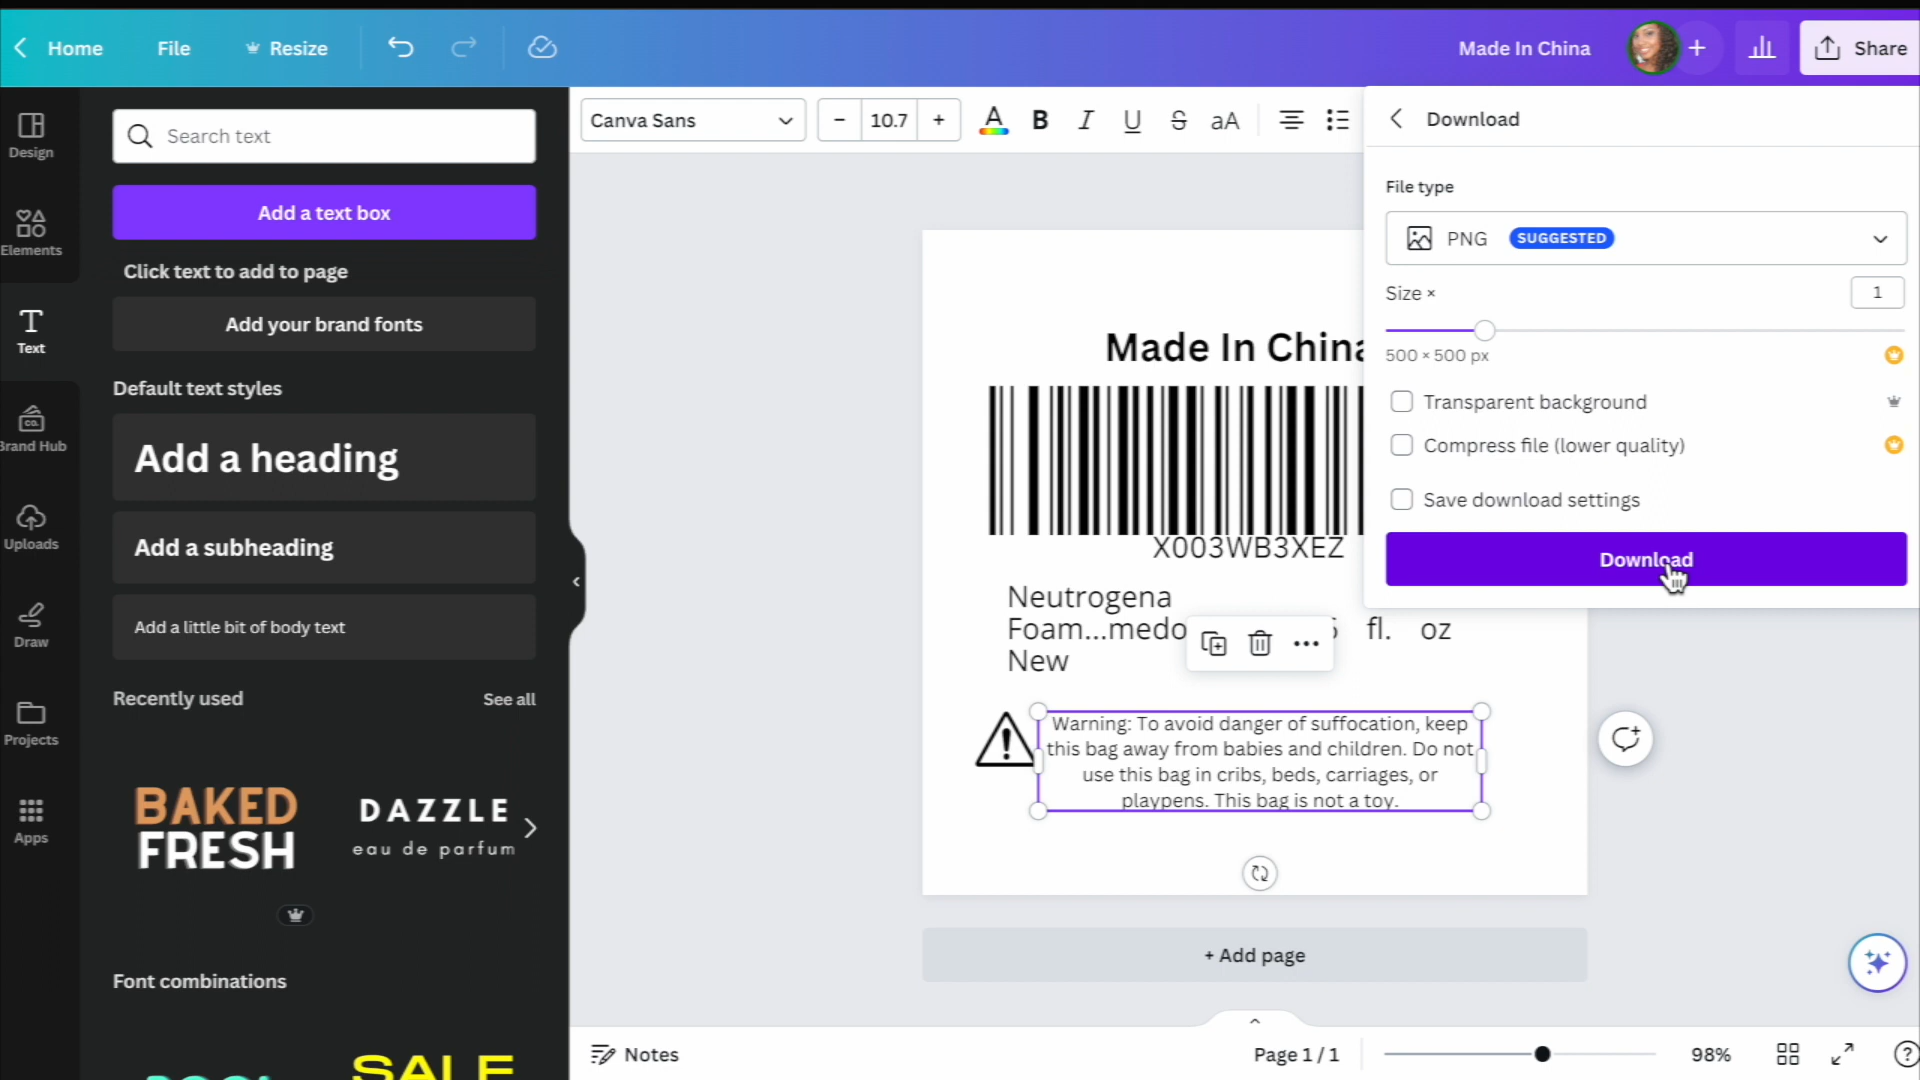 Home
File
Resize
Made In China
Share
Design
Elements
Text
Brand Hub
Uploads
Draw
Projects
Apps
Search text
Add a text box
Click text to add to page
Add your brand fonts
Default text styles
Add a heading
Add a subheading
Add a little bit of body text
Recently used
See all
BAKED
FRESH
DAZZLE
eau de parfum
Font combinations
SALE
Canva Sans
− 10.7 +
A B I U S aA
Download
File type
PNG SUGGESTED
Size ×
1
500 × 500 px
Transparent background
Compress file (lower quality)
Save download settings
Download
Made In China
X003WB3XEZ
Neutrogena
Foam...medo fl. oz
New
Warning: To avoid danger of suffocation, keep
this bag away from babies and children. Do not
use this bag in cribs, beds, carriages, or
playpens. This bag is not a toy.
+ Add page
Notes
Page 1 / 1
98%